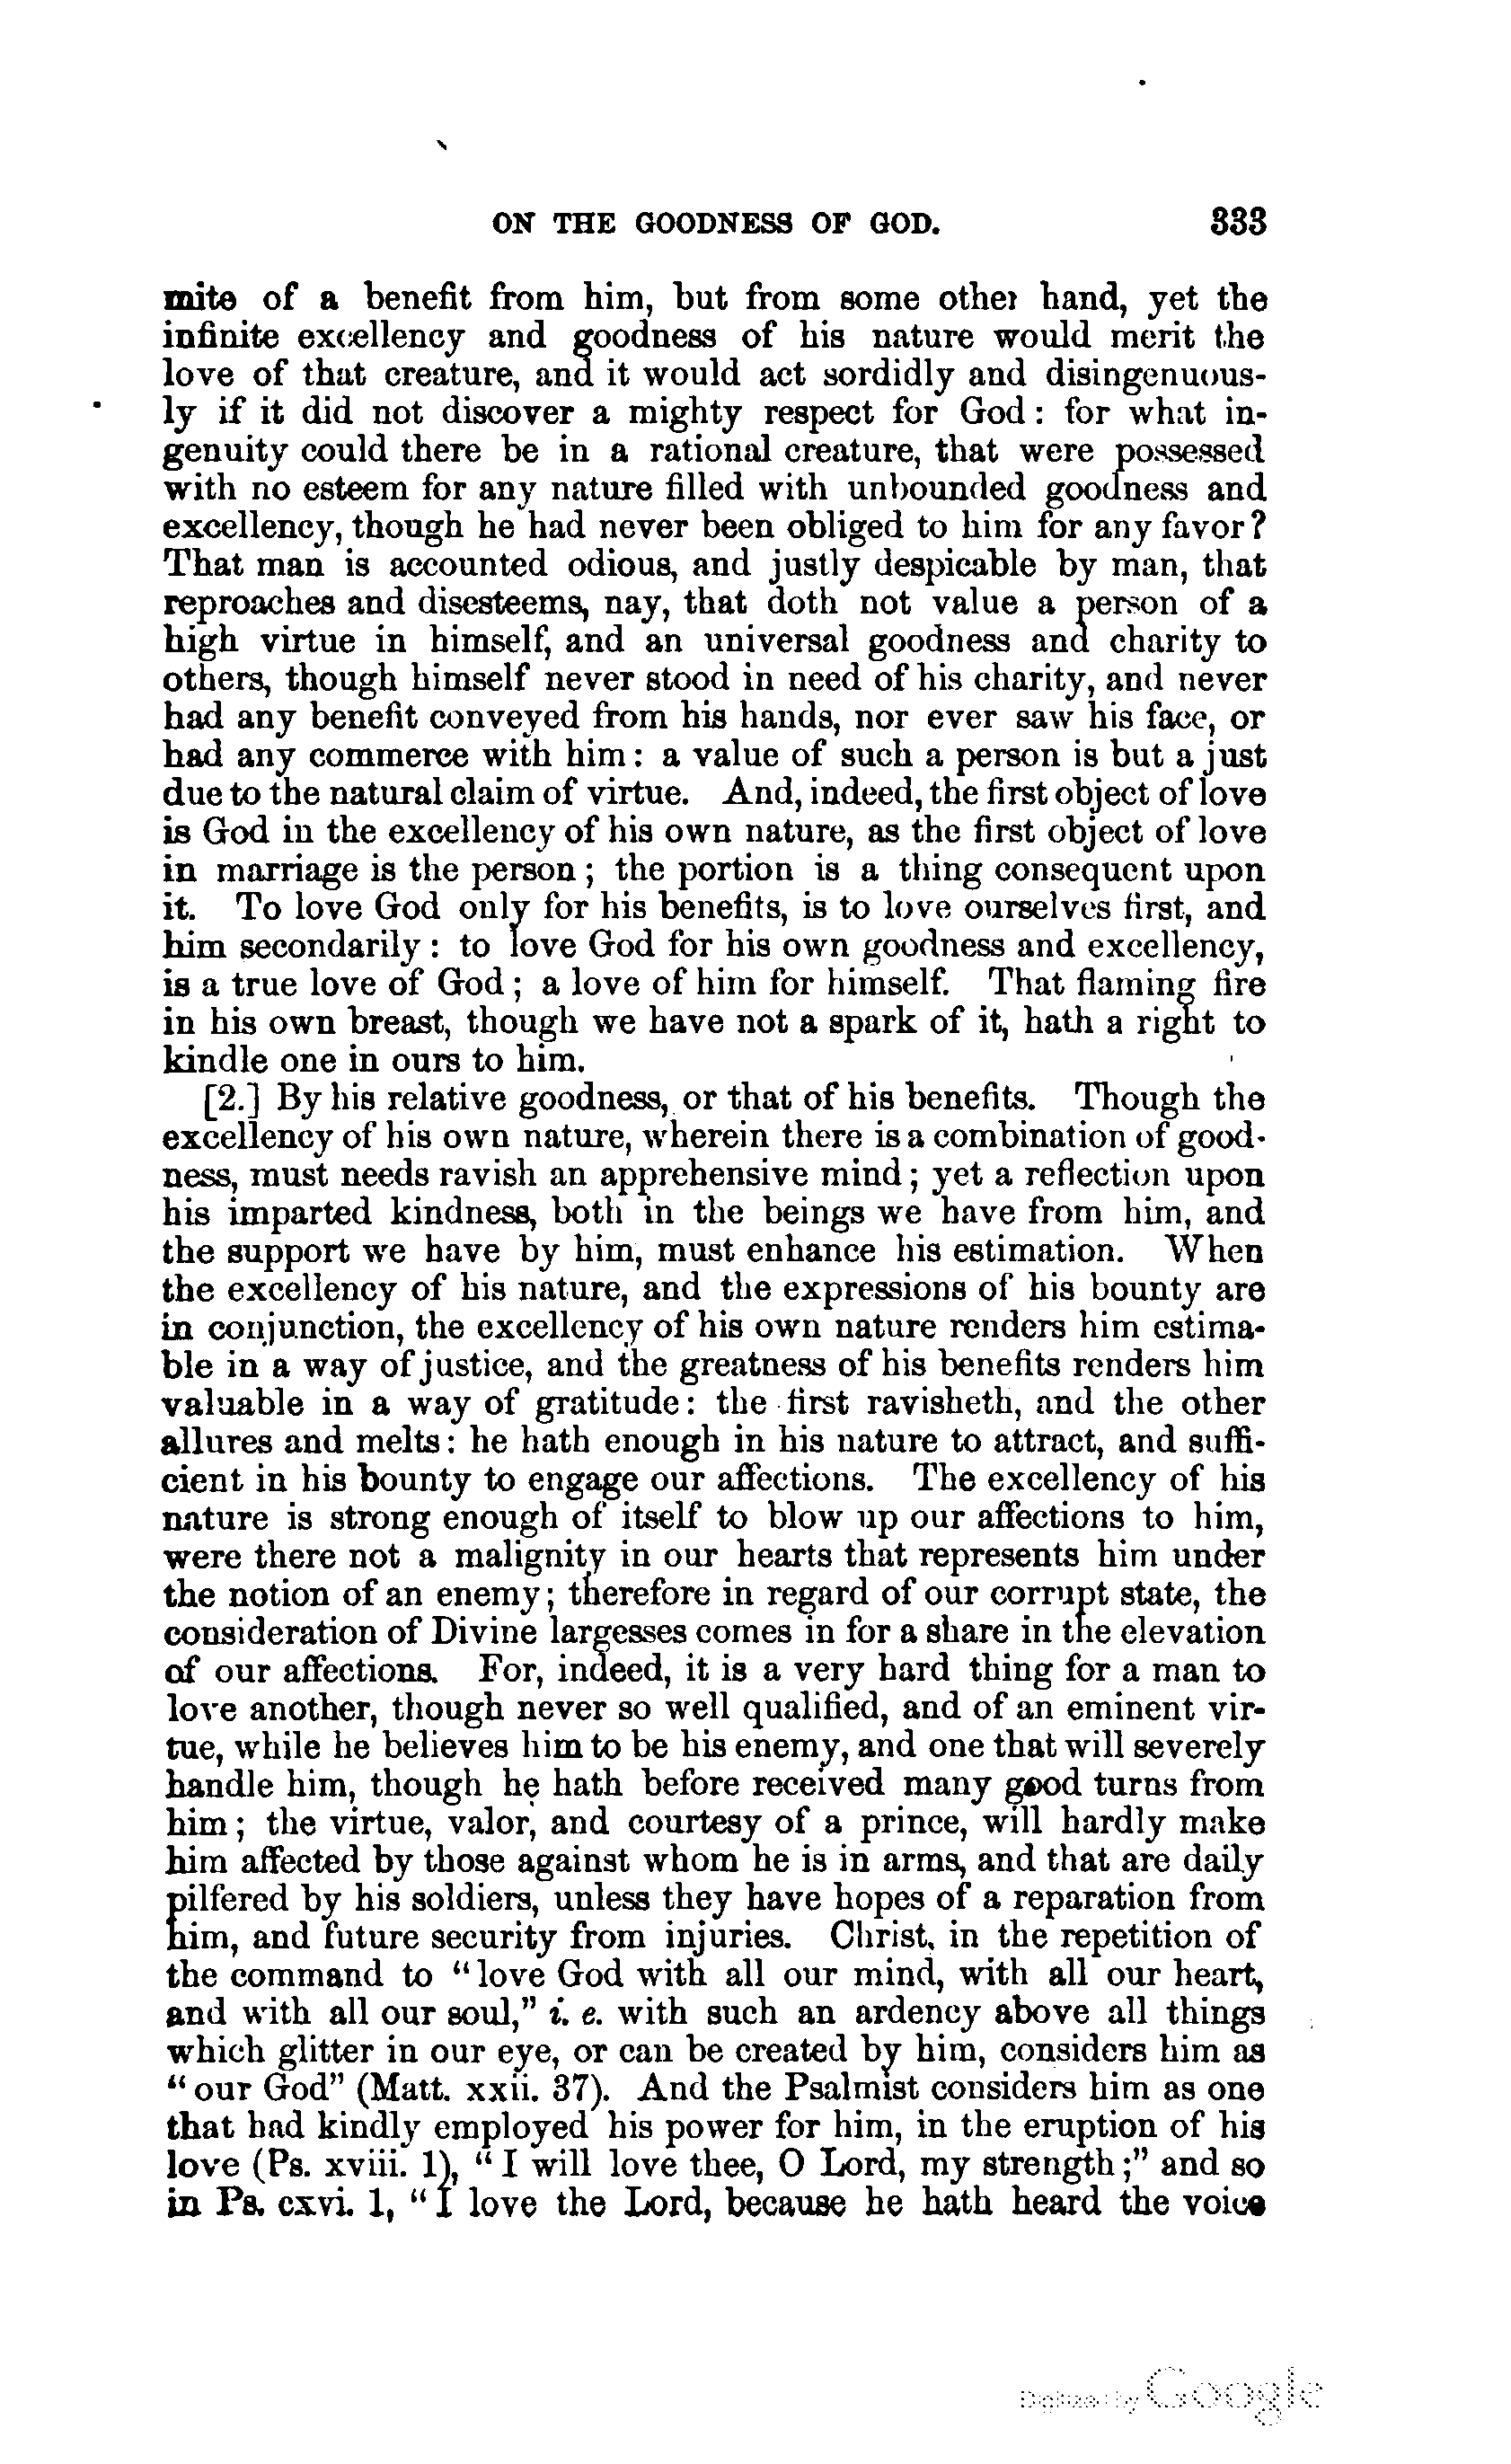 ON THE GOODNESS OF GOD. 333
mite of a benefit from him, but from some other hand, yet the
infinite excellency and goodness of his nature would merit the
love of that creature, and it would act sordidly and disingenuous-
ly if it did not discover a mighty respect for God: for what in-
genuity could there be in a rational creature, that were possessed
with no esteem for any nature filled with unbounded goodness and
excellency, though he had never been obliged to him for any favor?
That man is accounted odious, and justly despicable by man, that
reproaches and disesteems, nay, that doth not value a person of a
high virtue in himself, and an universal goodness and charity to
others, though himself never stood in need of his charity, and never
had any benefit conveyed from his hands, nor ever saw his face, or
had any commerce with him: a value of such a person is but a just
due to the natural claim of virtue. And, indeed, the first object of love
is God in the excellency of his own nature, as the first object of love
in marriage is the person; the portion is a thing consequent upon
it. To love God only for his benefits, is to love ourselves first, and
him secondarily: to love God for his own goodness and excellency,
is a true love of God; a love of him for himself. That flaming fire
in his own breast, though we have not a spark of it, hath a right to
kindle one in ours to him.
[2.] By his relative goodness, or that of his benefits. Though the
excellency of his own nature, wherein there is a combination of good-
ness, must needs ravish an apprehensive mind; yet a reflection upon
his imparted kindness, both in the beings we have from him, and
the support we have by him, must enhance his estimation. When
the excellency of his nature, and the expressions of his bounty are
in conjunction, the excellency of his own nature renders him estima-
ble in a way of justice, and the greatness of his benefits renders him
valuable in a way of gratitude: the first ravisheth, and the other
allures and melts: he hath enough in his nature to attract, and suffi-
cient in his bounty to engage our affections. The excellency of his
nature is strong enough of itself to blow up our affections to him,
were there not a malignity in our hearts that represents him under
the notion of an enemy; therefore in regard of our corrupt state, the
consideration of Divine largesses comes in for a share in the elevation
of our affections. For, indeed, it is a very hard thing for a man to
love another, though never so well qualified, and of an eminent vir-
tue, while he believes him to be his enemy, and one that will severely
handle him, though he hath before received many good turns from
him; the virtue, valor, and courtesy of a prince, will hardly make
him affected by those against whom he is in arms, and that are daily
pilfered by his soldiers, unless they have hopes of a reparation from
him, and future security from injuries. Christ, in the repetition of
the command to "love God with all our mind, with all our heart,
and with all our soul," i. e. with such an ardency above all things
which glitter in our eye, or can be created by him, considers him as
"our God" (Matt. xxii. 37). And the Psalmist considers him as one
that had kindly employed his power for him, in the eruption of his
love (Ps. xviii. 1), "I will love thee, O Lord, my strength;" and so
in Ps. cxvi. 1, "I love the Lord, because he hath heard the voice
Digitized by Google